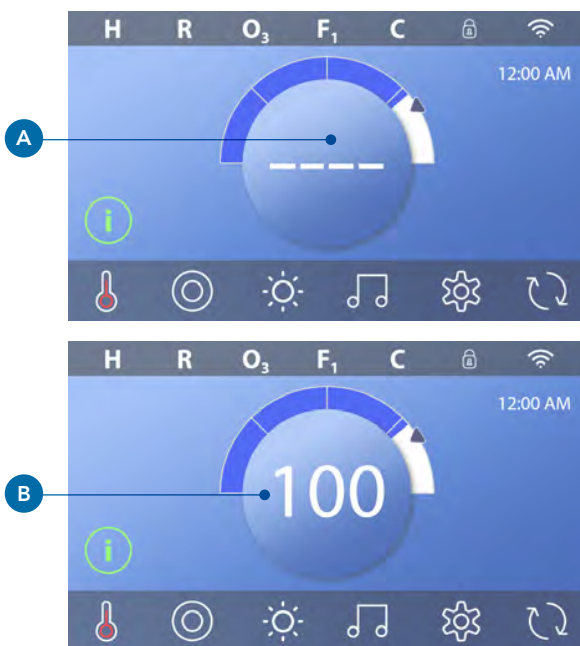 H R O₃ F₁ C
12:00 AM
A
– – – –
i
H R O₃ F₁ C
12:00 AM
B
100
i